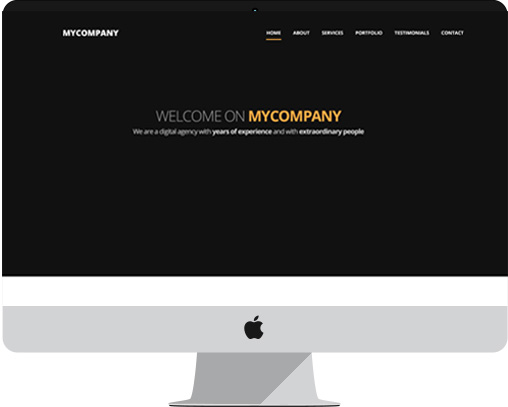 MYCOMPANY
HOME ABOUT SERVICES PORTFOLIO TESTIMONIALS CONTACT
WELCOME ON MYCOMPANY
We are a digital agency with years of experience and with extraordinary people